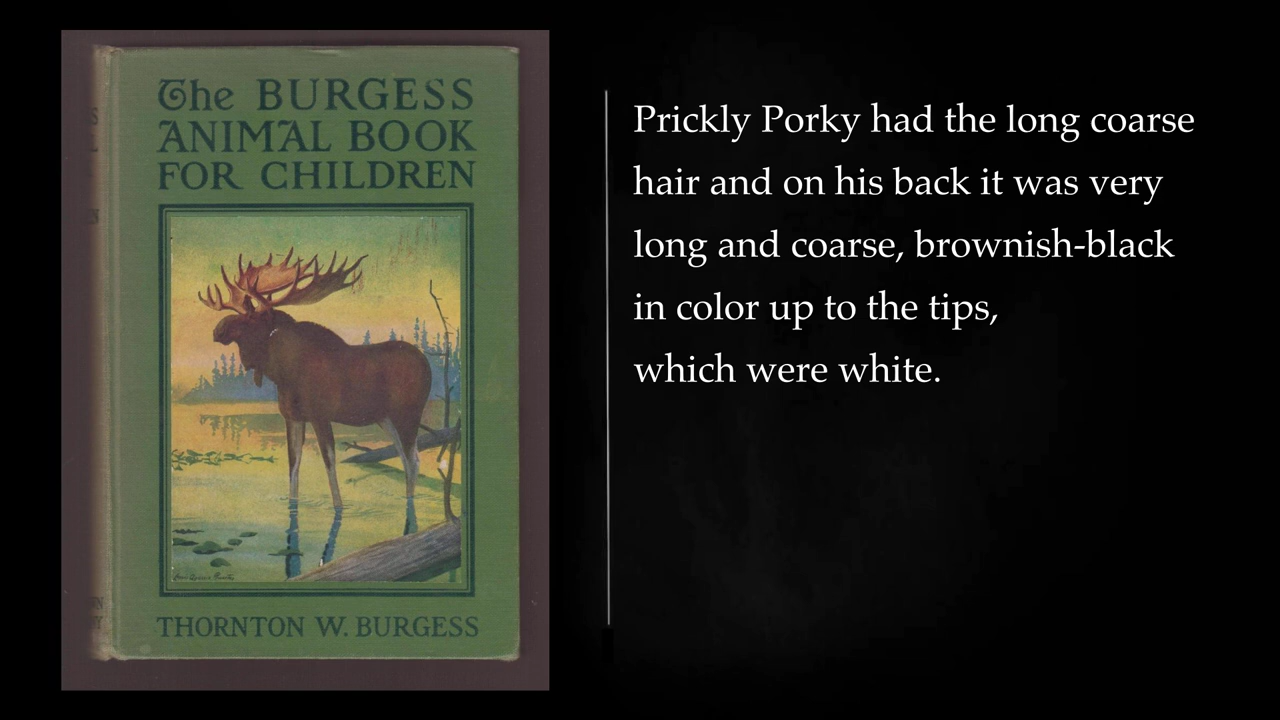 The BURGESS
ANIMAL BOOK
FOR CHILDREN
THORNTON W. BURGESS
Prickly Porky had the long coarse
hair and on his back it was very
long and coarse, brownish-black
in color up to the tips,
which were white.